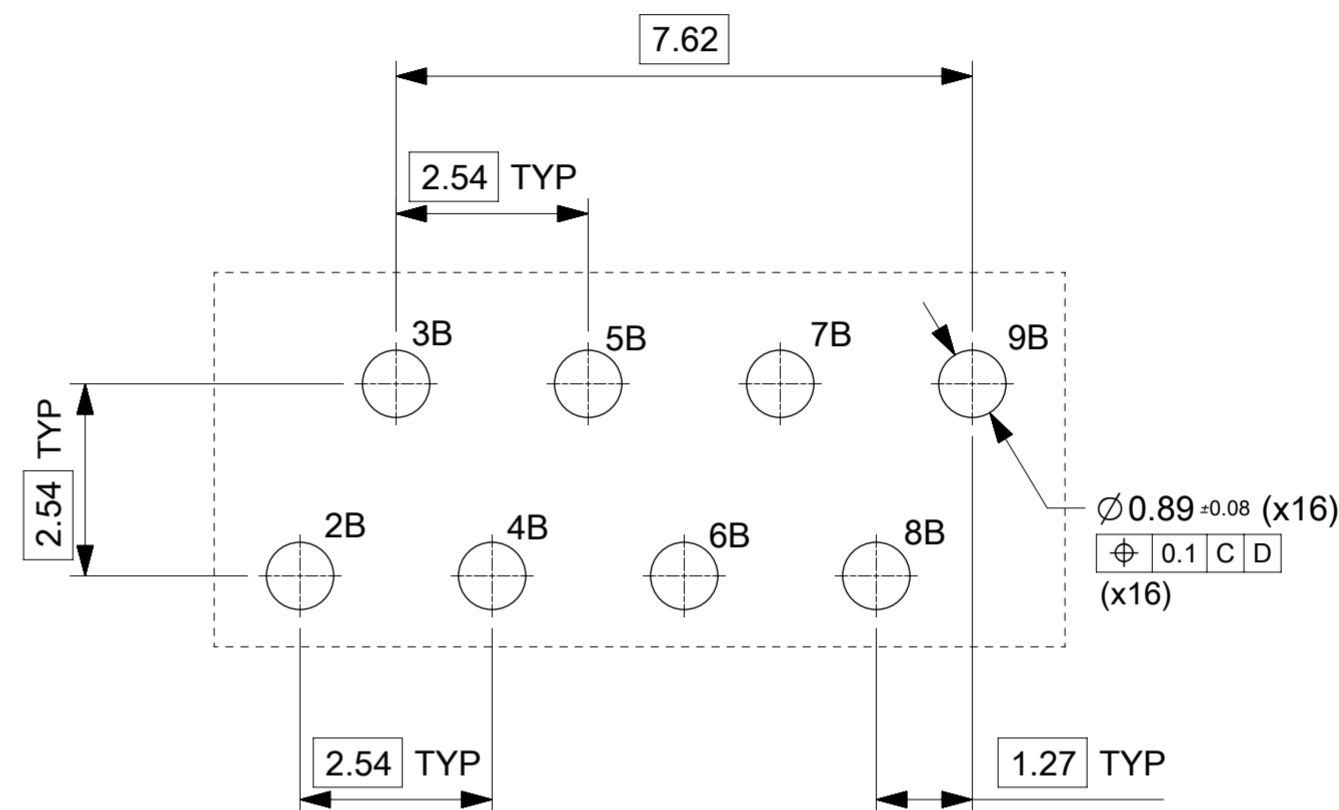 7.62
2.54 TYP
3B 5B 7B 9B
2.54 TYP
∅0.89 ±0.08 (x16)
⌖ 0.1 C D
(x16)
2B 4B 6B 8B
2.54 TYP
1.27 TYP